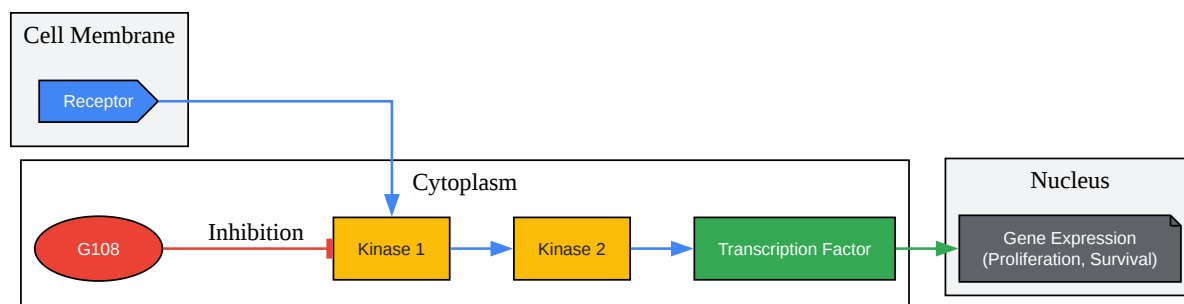 Cell Membrane
Receptor
Cytoplasm
Inhibition
G108
Kinase 1
Kinase 2
Transcription Factor
Nucleus
Gene Expression
(Proliferation, Survival)